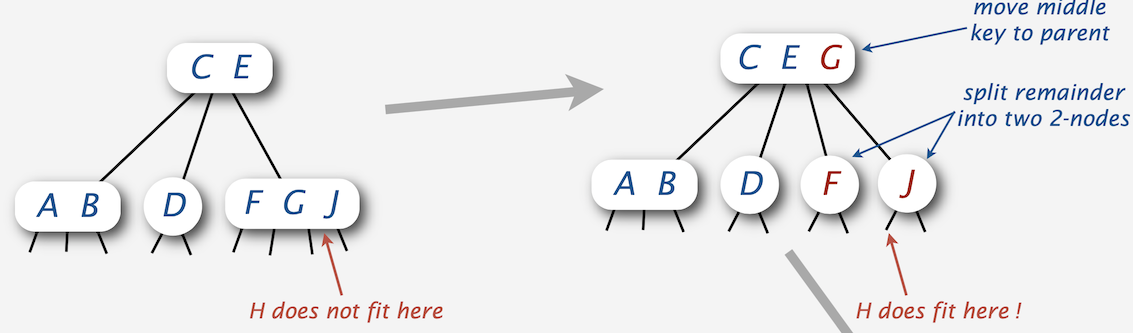 move middle
key to parent
C E
C E G
split remainder
into two 2-nodes
A B
D
F G J
A B
D
F
J
H does not fit here
H does fit here !